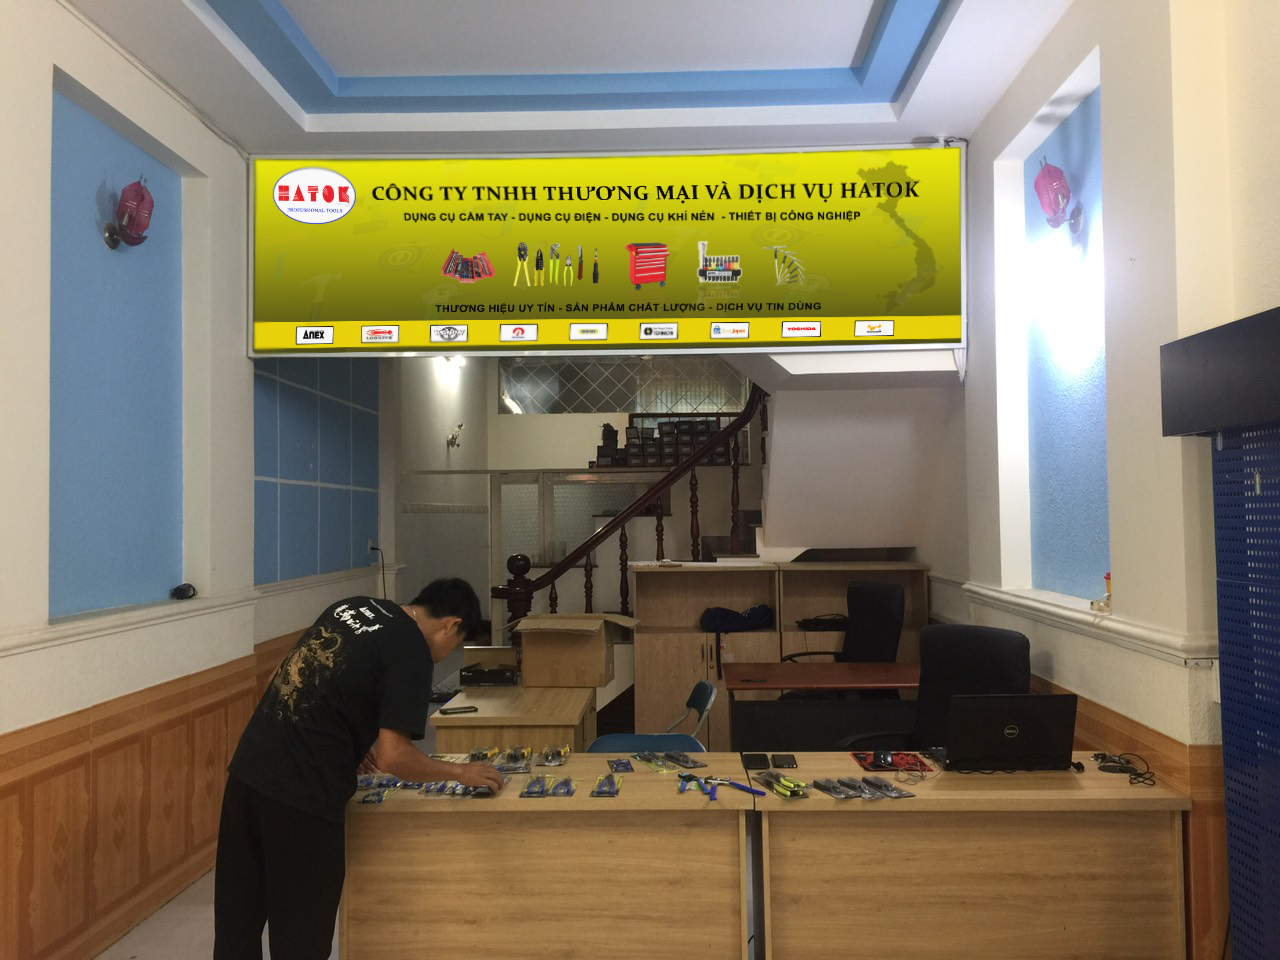 HATOK
PROFESSIONAL TOOLS
CÔNG TY TNHH THƯƠNG MẠI VÀ DỊCH VỤ HATOK
DỤNG CỤ CẦM TAY - DỤNG CỤ ĐIỆN - DỤNG CỤ KHÍ NÉN - THIẾT BỊ CÔNG NGHIỆP
THƯƠNG HIỆU UY TÍN - SẢN PHẨM CHẤT LƯỢNG - DỊCH VỤ TIN DÙNG
ANEX
LOBSTER
YOSHIDA
ANEX
DELL